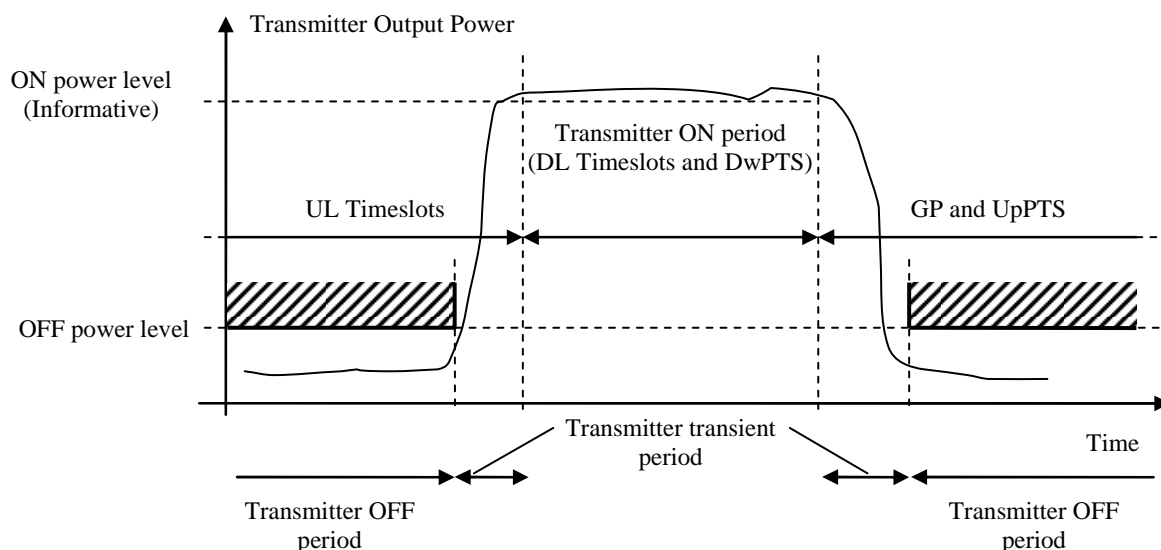 Transmitter Output Power
ON power level
(Informative)
Transmitter ON period
(DL Timeslots and DwPTS)
UL Timeslots
GP and UpPTS
OFF power level
Transmitter transient
period
Time
Transmitter OFF
period
Transmitter OFF
period